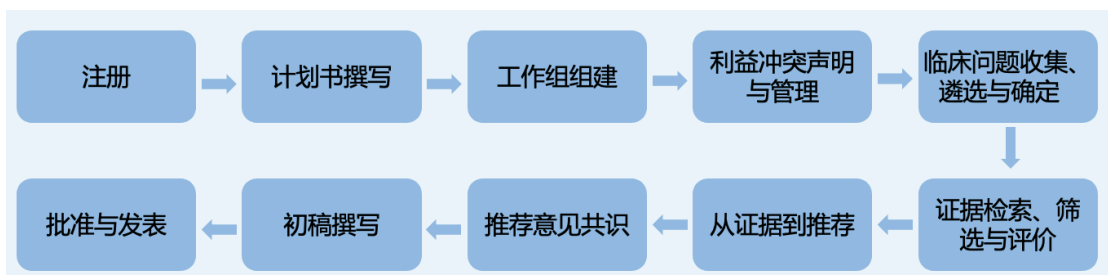 注册
计划书撰写
工作组组建
利益冲突声明
与管理
临床问题收集、
遴选与确定
证据检索、筛
选与评价
从证据到推荐
推荐意见共识
初稿撰写
批准与发表